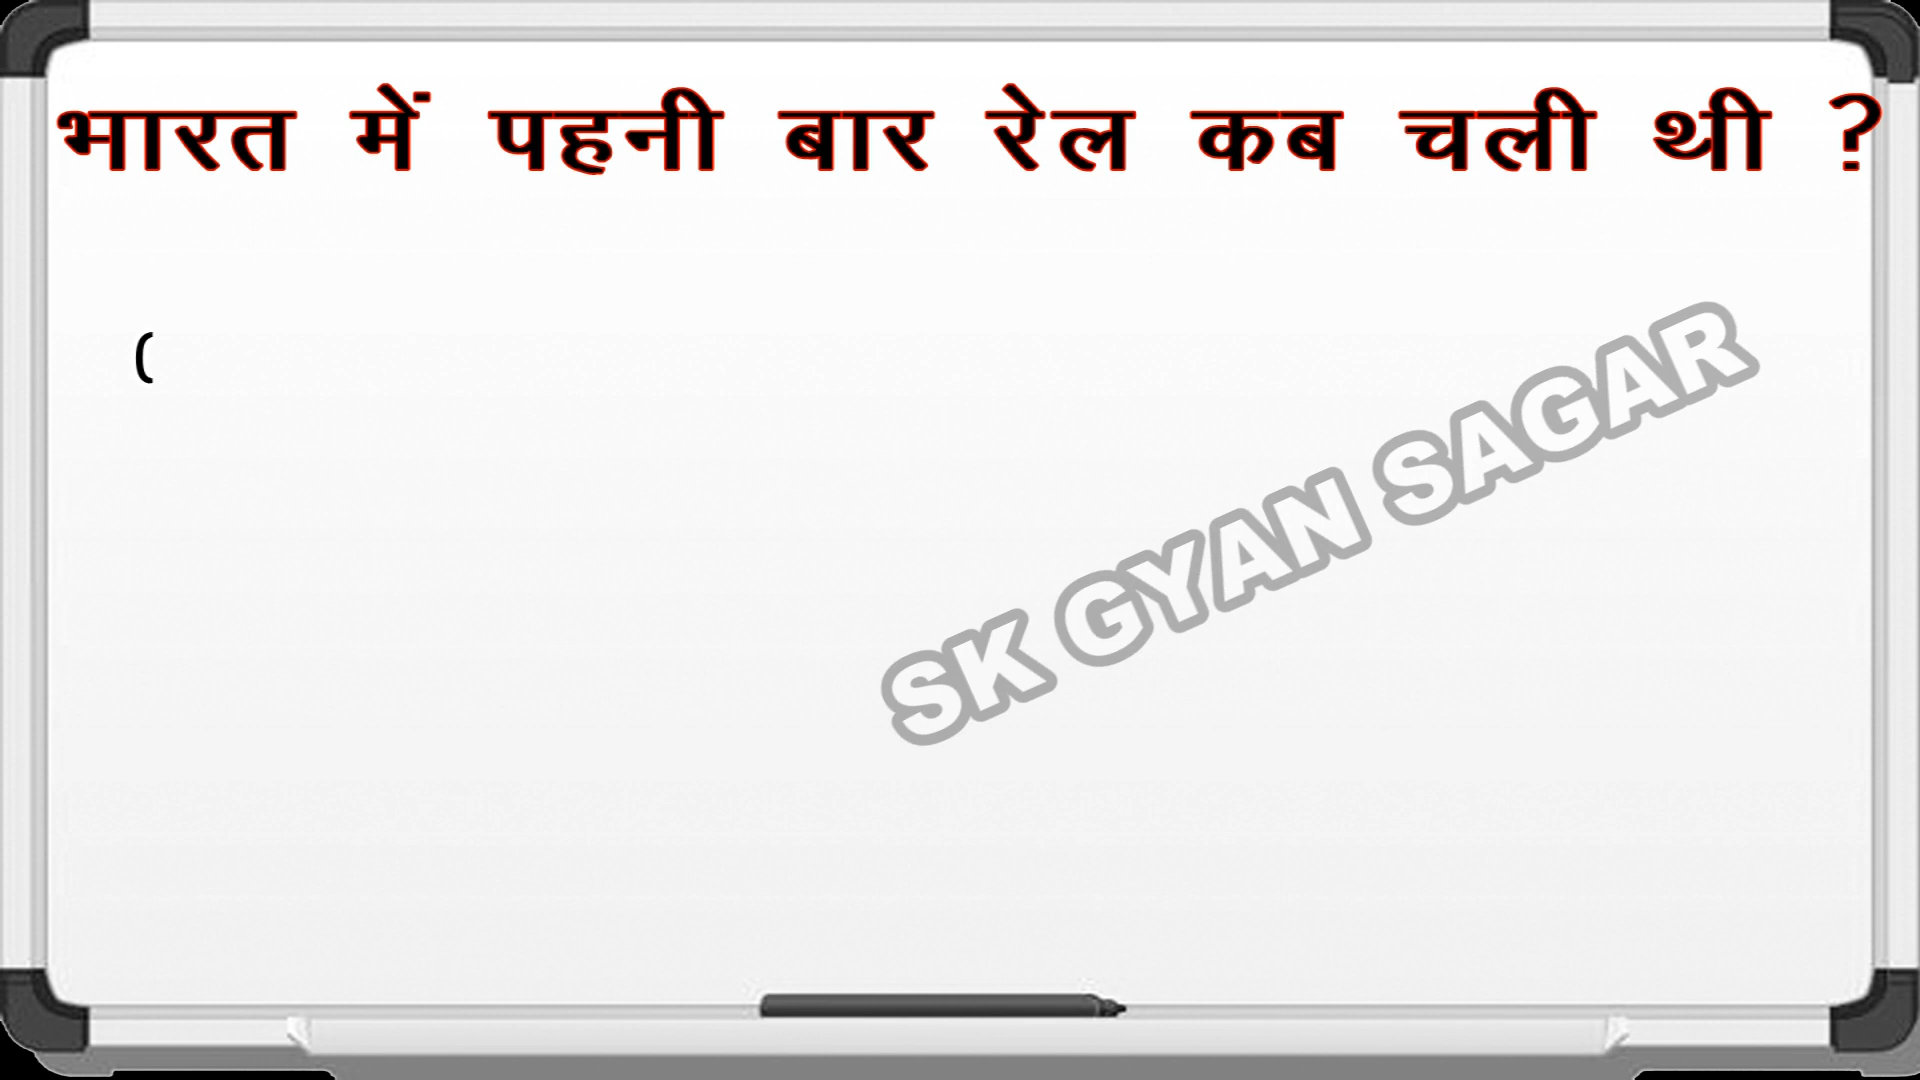 भारत में पहनी बार रेल कब चली थी ?
(
SK GYAN SAGAR